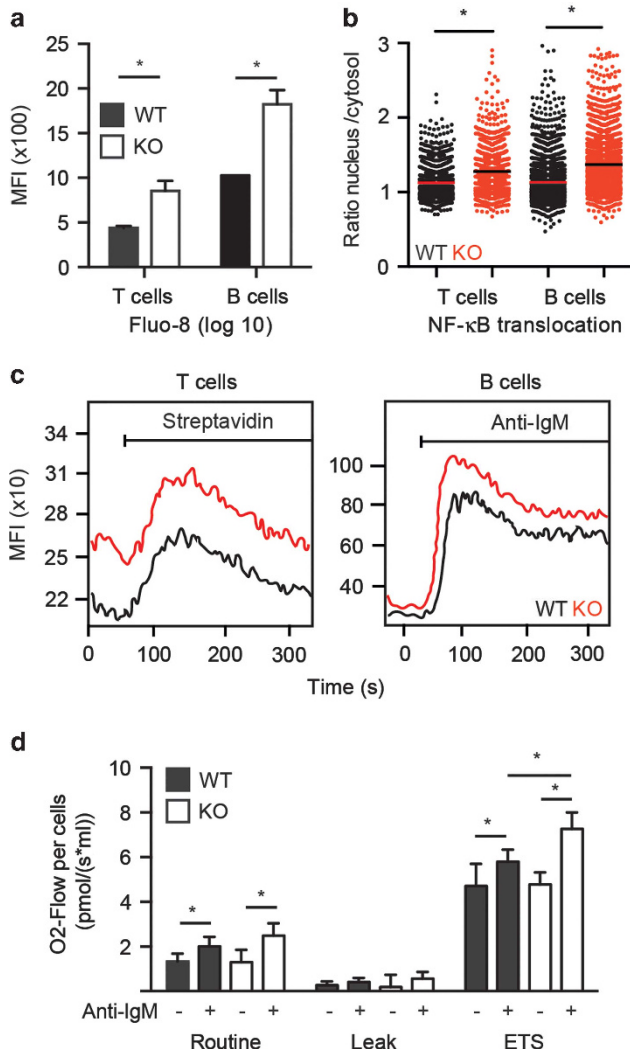 a
*
*
25
20
15
10
5
0
MFI (x100)
WT
KO
T cells B cells
Fluo-8 (log 10)
b
*
*
3
2
1
0
Ratio nucleus /cytosol
WT KO
T cells B cells
NF-κB translocation
c
T cells
Streptavidin
34
31
28
25
22
MFI (x10)
0 100 200 300
B cells
Anti-IgM
100
80
60
40
WT KO
0 100 200 300
Time (s)
d
10
8
6
4
2
O2-Flow per cells
(pmol/(s*ml))
WT
KO
*
*
*
*
*
Anti-IgM - + - + - + - + - + - +
Routine Leak ETS